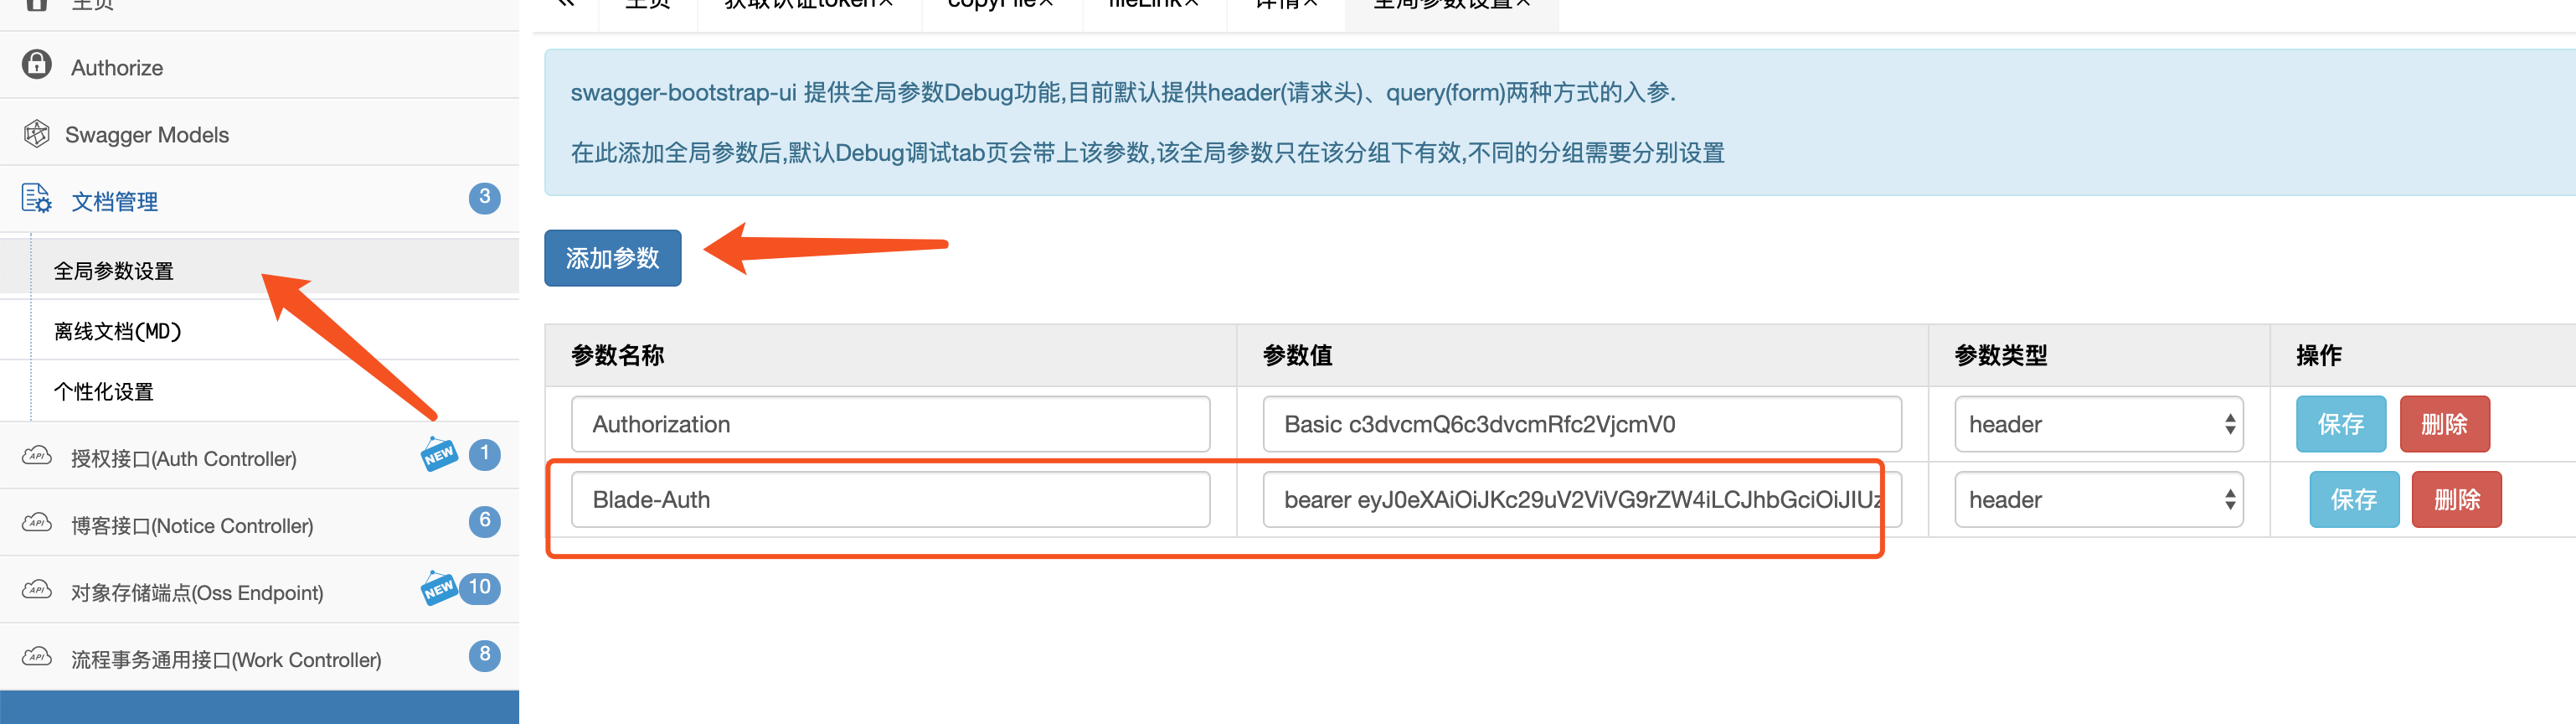 主页
Authorize
Swagger Models
文档管理 3
全局参数设置
离线文档(MD)
个性化设置
授权接口(Auth Controller) NEW 1
博客接口(Notice Controller) 6
对象存储端点(Oss Endpoint) NEW 10
流程事务通用接口(Work Controller) 8
主页 获取认证token× copyFile× fileLink× 详情× 全局参数设置×
swagger-bootstrap-ui 提供全局参数Debug功能,目前默认提供header(请求头)、query(form)两种方式的入参.
在此添加全局参数后,默认Debug调试tab页会带上该参数,该全局参数只在该分组下有效,不同的分组需要分别设置
添加参数
参数名称 参数值 参数类型 操作
Authorization Basic c3dvcmQ6c3dvcmRfc2VjcmV0 header 保存 删除
Blade-Auth bearer eyJ0eXAiOiJKc29uV2ViVG9rZW4iLCJhbGciOiJIUz header 保存 删除